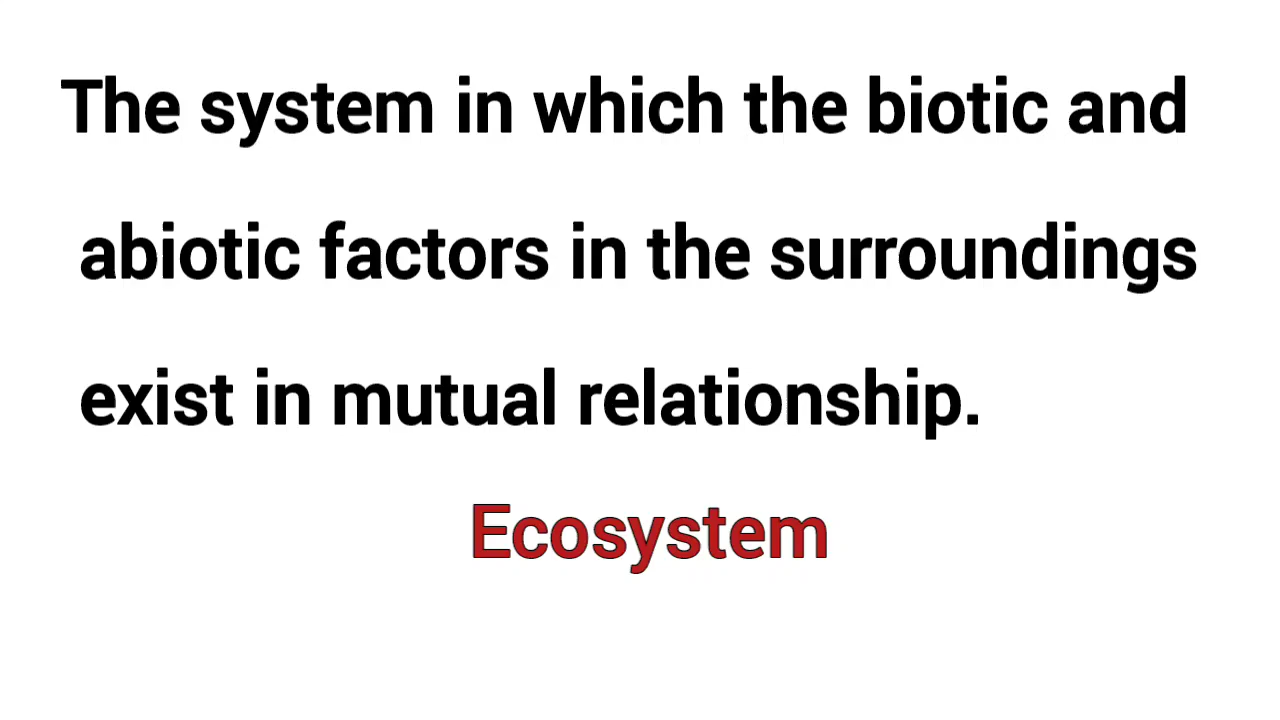 The system in which the biotic and
abiotic factors in the surroundings
exist in mutual relationship.
Ecosystem